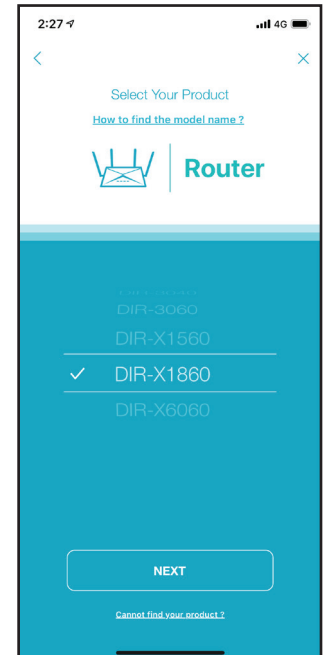 2:27
4G
Select Your Product
How to find the model name ?
Router
DIR-3060
DIR-X1560
DIR-X1860
DIR-X6060
NEXT
Cannot find your product ?